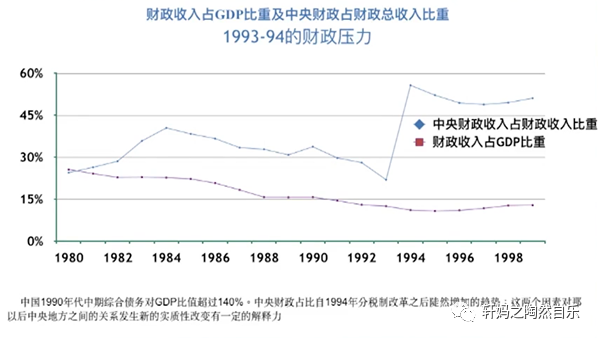 财政收入占GDP比重及中央财政占财政总收入比重
1993-94的财政压力
60%
45%
30%
15%
0%
中央财政收入占财政收入比重
财政收入占GDP比重
1980 1982 1984 1986 1988 1990 1992 1994 1996 1998
中国1990年代中期综合债务对GDP比值超过140%。中央财政占比自1994年分税制改革之后陡然增加的趋势；这两个因素对那
以后中央地方之间的关系发生新的实质性改变有一定的解释力
轩妈之陶然自乐